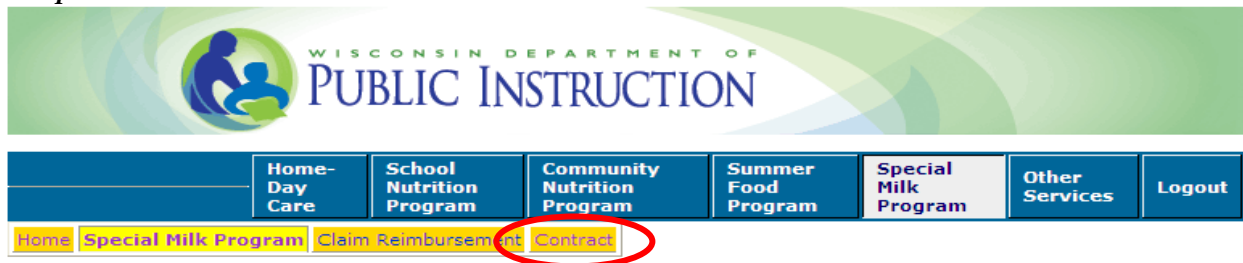 WISCONSIN DEPARTMENT OF
PUBLIC INSTRUCTION
Home-
Day
Care
School
Nutrition
Program
Community
Nutrition
Program
Summer
Food
Program
Special
Milk
Program
Other
Services
Logout
Home Special Milk Program Claim Reimbursement Contract